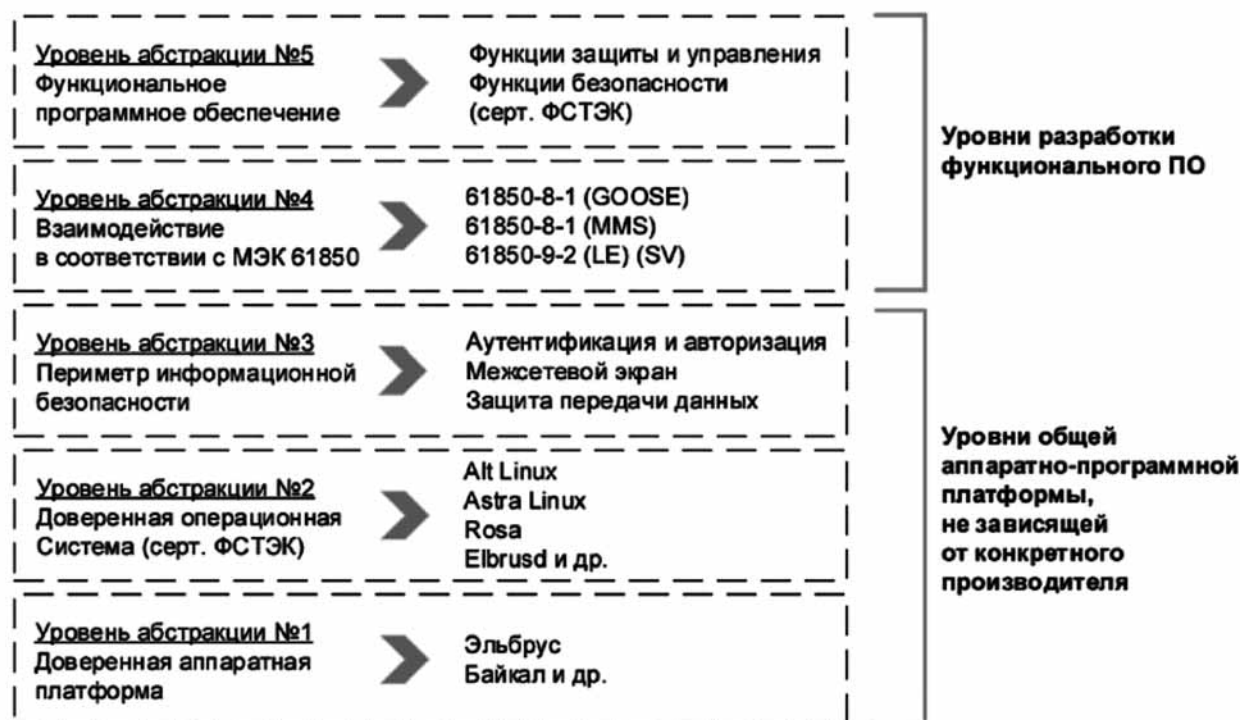 Уровень абстракции №5
Функциональное
программное обеспечение
Функции защиты и управления
Функции безопасности
(серт. ФСТЭК)
Уровни разработки
функционального ПО
Уровень абстракции №4
Взаимодействие
в соответствии с МЭК 61850
61850-8-1 (GOOSE)
61850-8-1 (MMS)
61850-9-2 (LE) (SV)
Уровень абстракции №3
Периметр информационной
безопасности
Аутентификация и авторизация
Межсетевой экран
Защита передачи данных
Уровни общей
аппаратно-программной
платформы,
не зависящей
от конкретного
производителя
Уровень абстракции №2
Доверенная операционная
Система (серт. ФСТЭК)
Alt Linux
Astra Linux
Rosa
Elbrusd и др.
Уровень абстракции №1
Доверенная аппаратная
платформа
Эльбрус
Байкал и др.